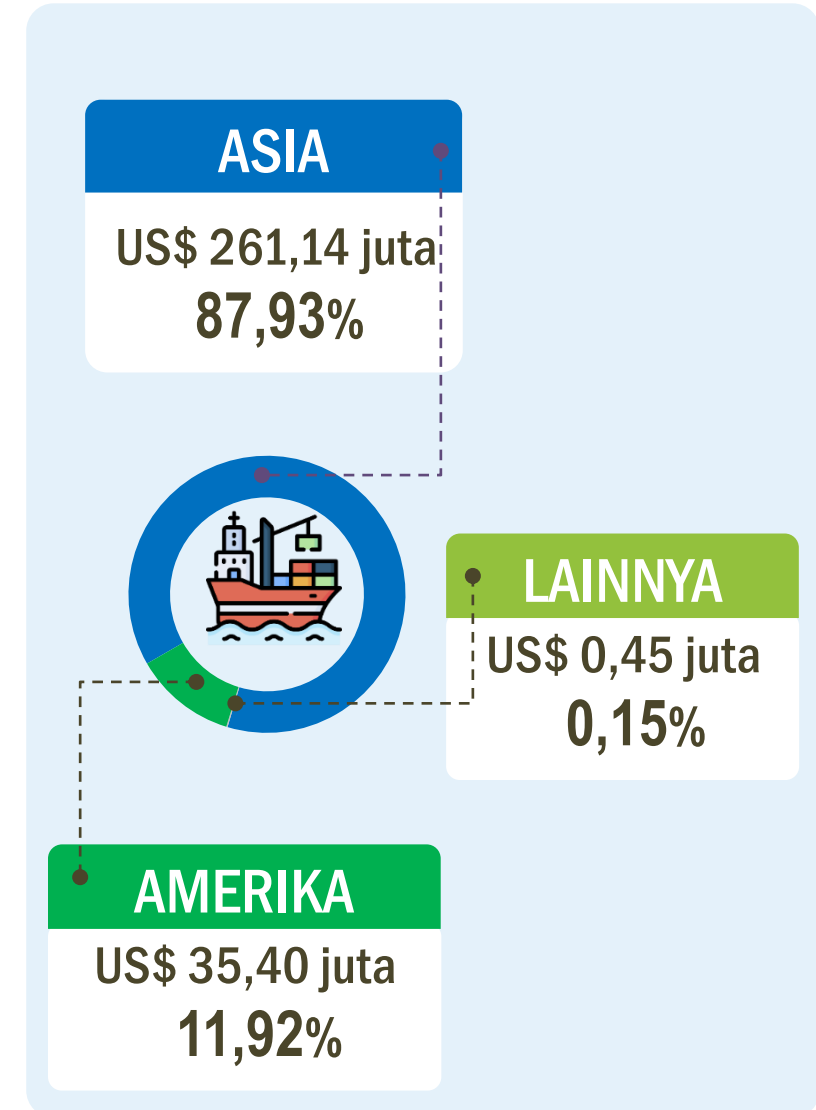 ASIA
US$ 261,14 juta
87,93%
LAINNYA
US$ 0,45 juta
0,15%
AMERIKA
US$ 35,40 juta
11,92%